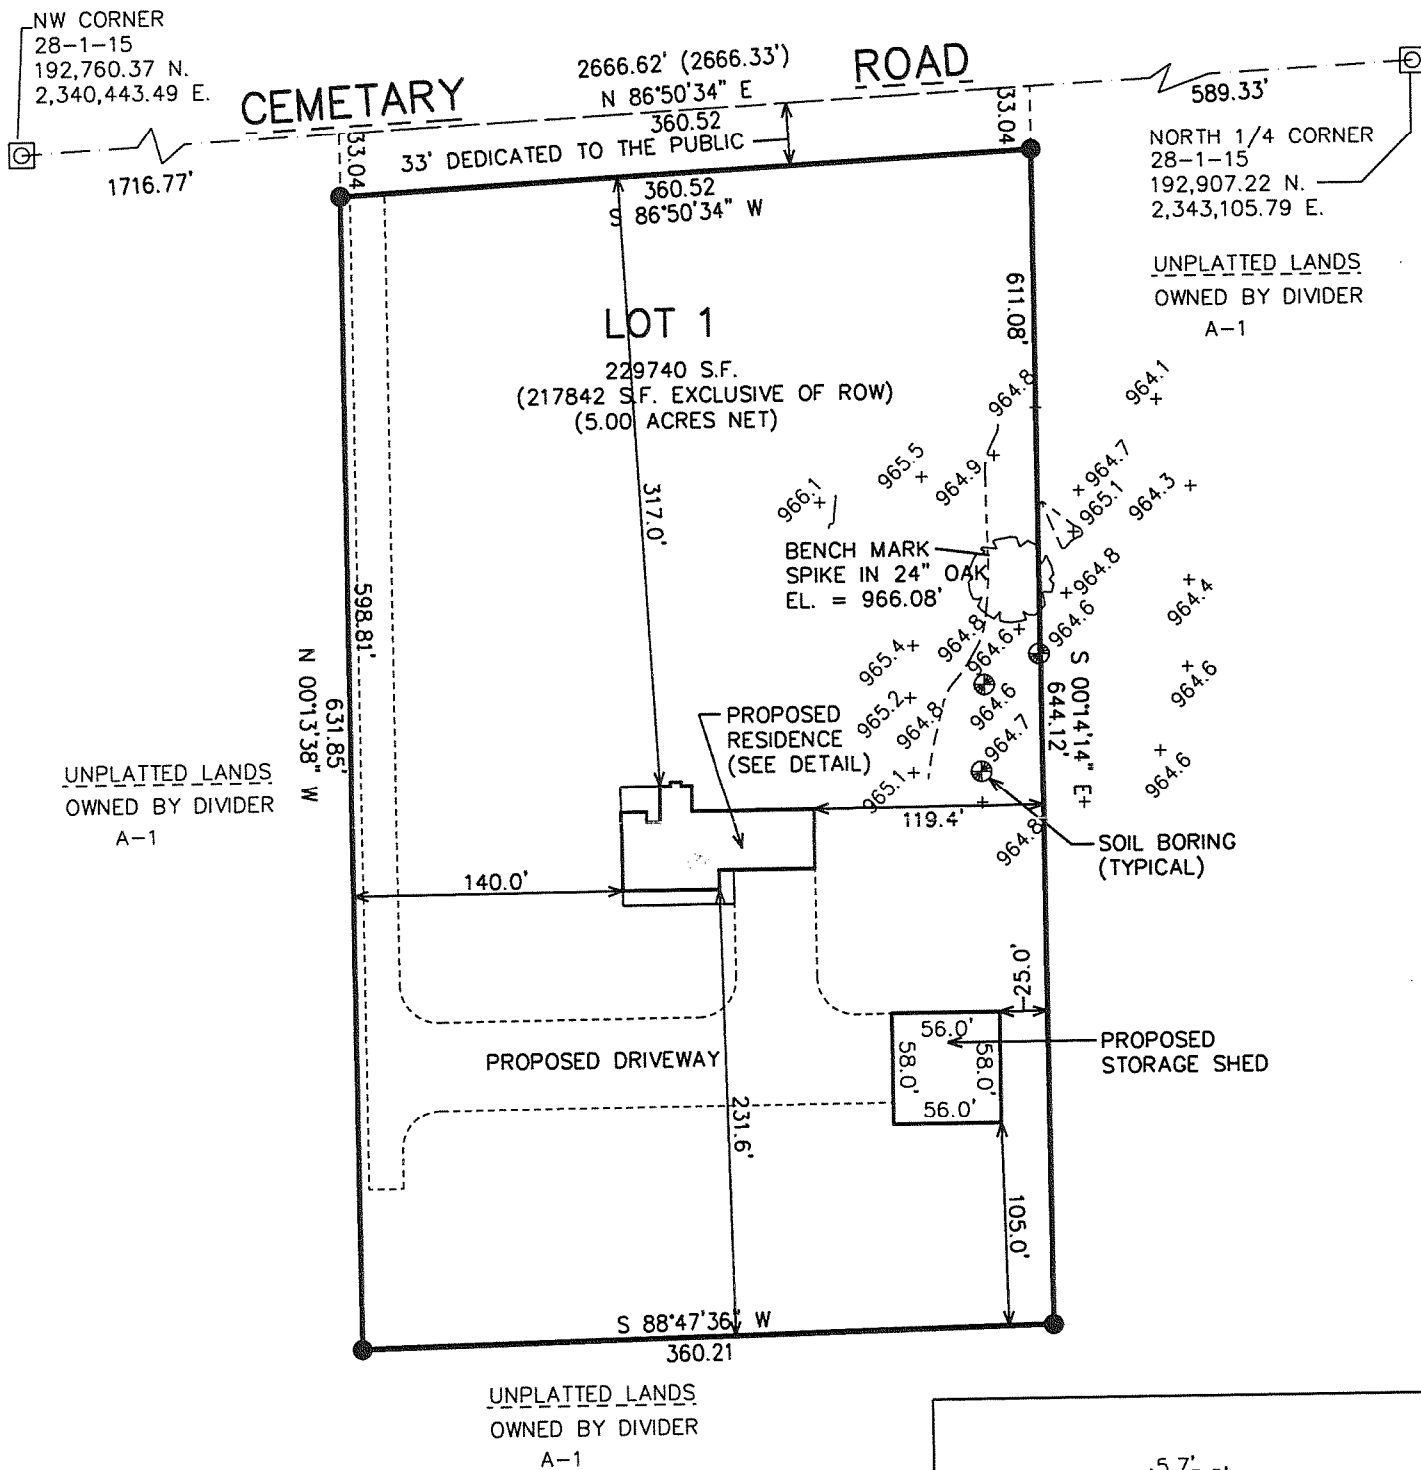 NW CORNER
28-1-15
192,760.37 N.
2,340,443.49 E.
CEMETARY
2666.62' (2666.33')
N 86°50'34" E
ROAD
589.33'
1716.77'
33.04
360.52
33' DEDICATED TO THE PUBLIC
33.04
360.52
S 86°50'34" W
NORTH 1/4 CORNER
28-1-15
192,907.22 N.
2,343,105.79 E.
UNPLATTED LANDS
OWNED BY DIVIDER
A-1
LOT 1
229740 S.F.
(217842 S.F. EXCLUSIVE OF ROW)
(5.00 ACRES NET)
611.08'
964.8
964.1
966.1
965.5
964.9
964.7
965.1
964.3
317.0'
BENCH MARK
SPIKE IN 24" OAK
EL. = 966.08'
964.8
964.6
964.4
598.81'
965.4
964.8
964.6
964.6
965.2
964.8
964.6
964.7
964.6
965.1
964.8
S 00°14'14" E
644.12'
N 00°13'38" W
631.85'
PROPOSED
RESIDENCE
(SEE DETAIL)
UNPLATTED LANDS
OWNED BY DIVIDER
A-1
119.4'
SOIL BORING
(TYPICAL)
140.0'
25.0'
56.0'
58.0'
58.0'
56.0'
PROPOSED
STORAGE SHED
PROPOSED DRIVEWAY
231.6'
105.0'
S 88°47'36" W
360.21
UNPLATTED LANDS
OWNED BY DIVIDER
A-1
5.7'